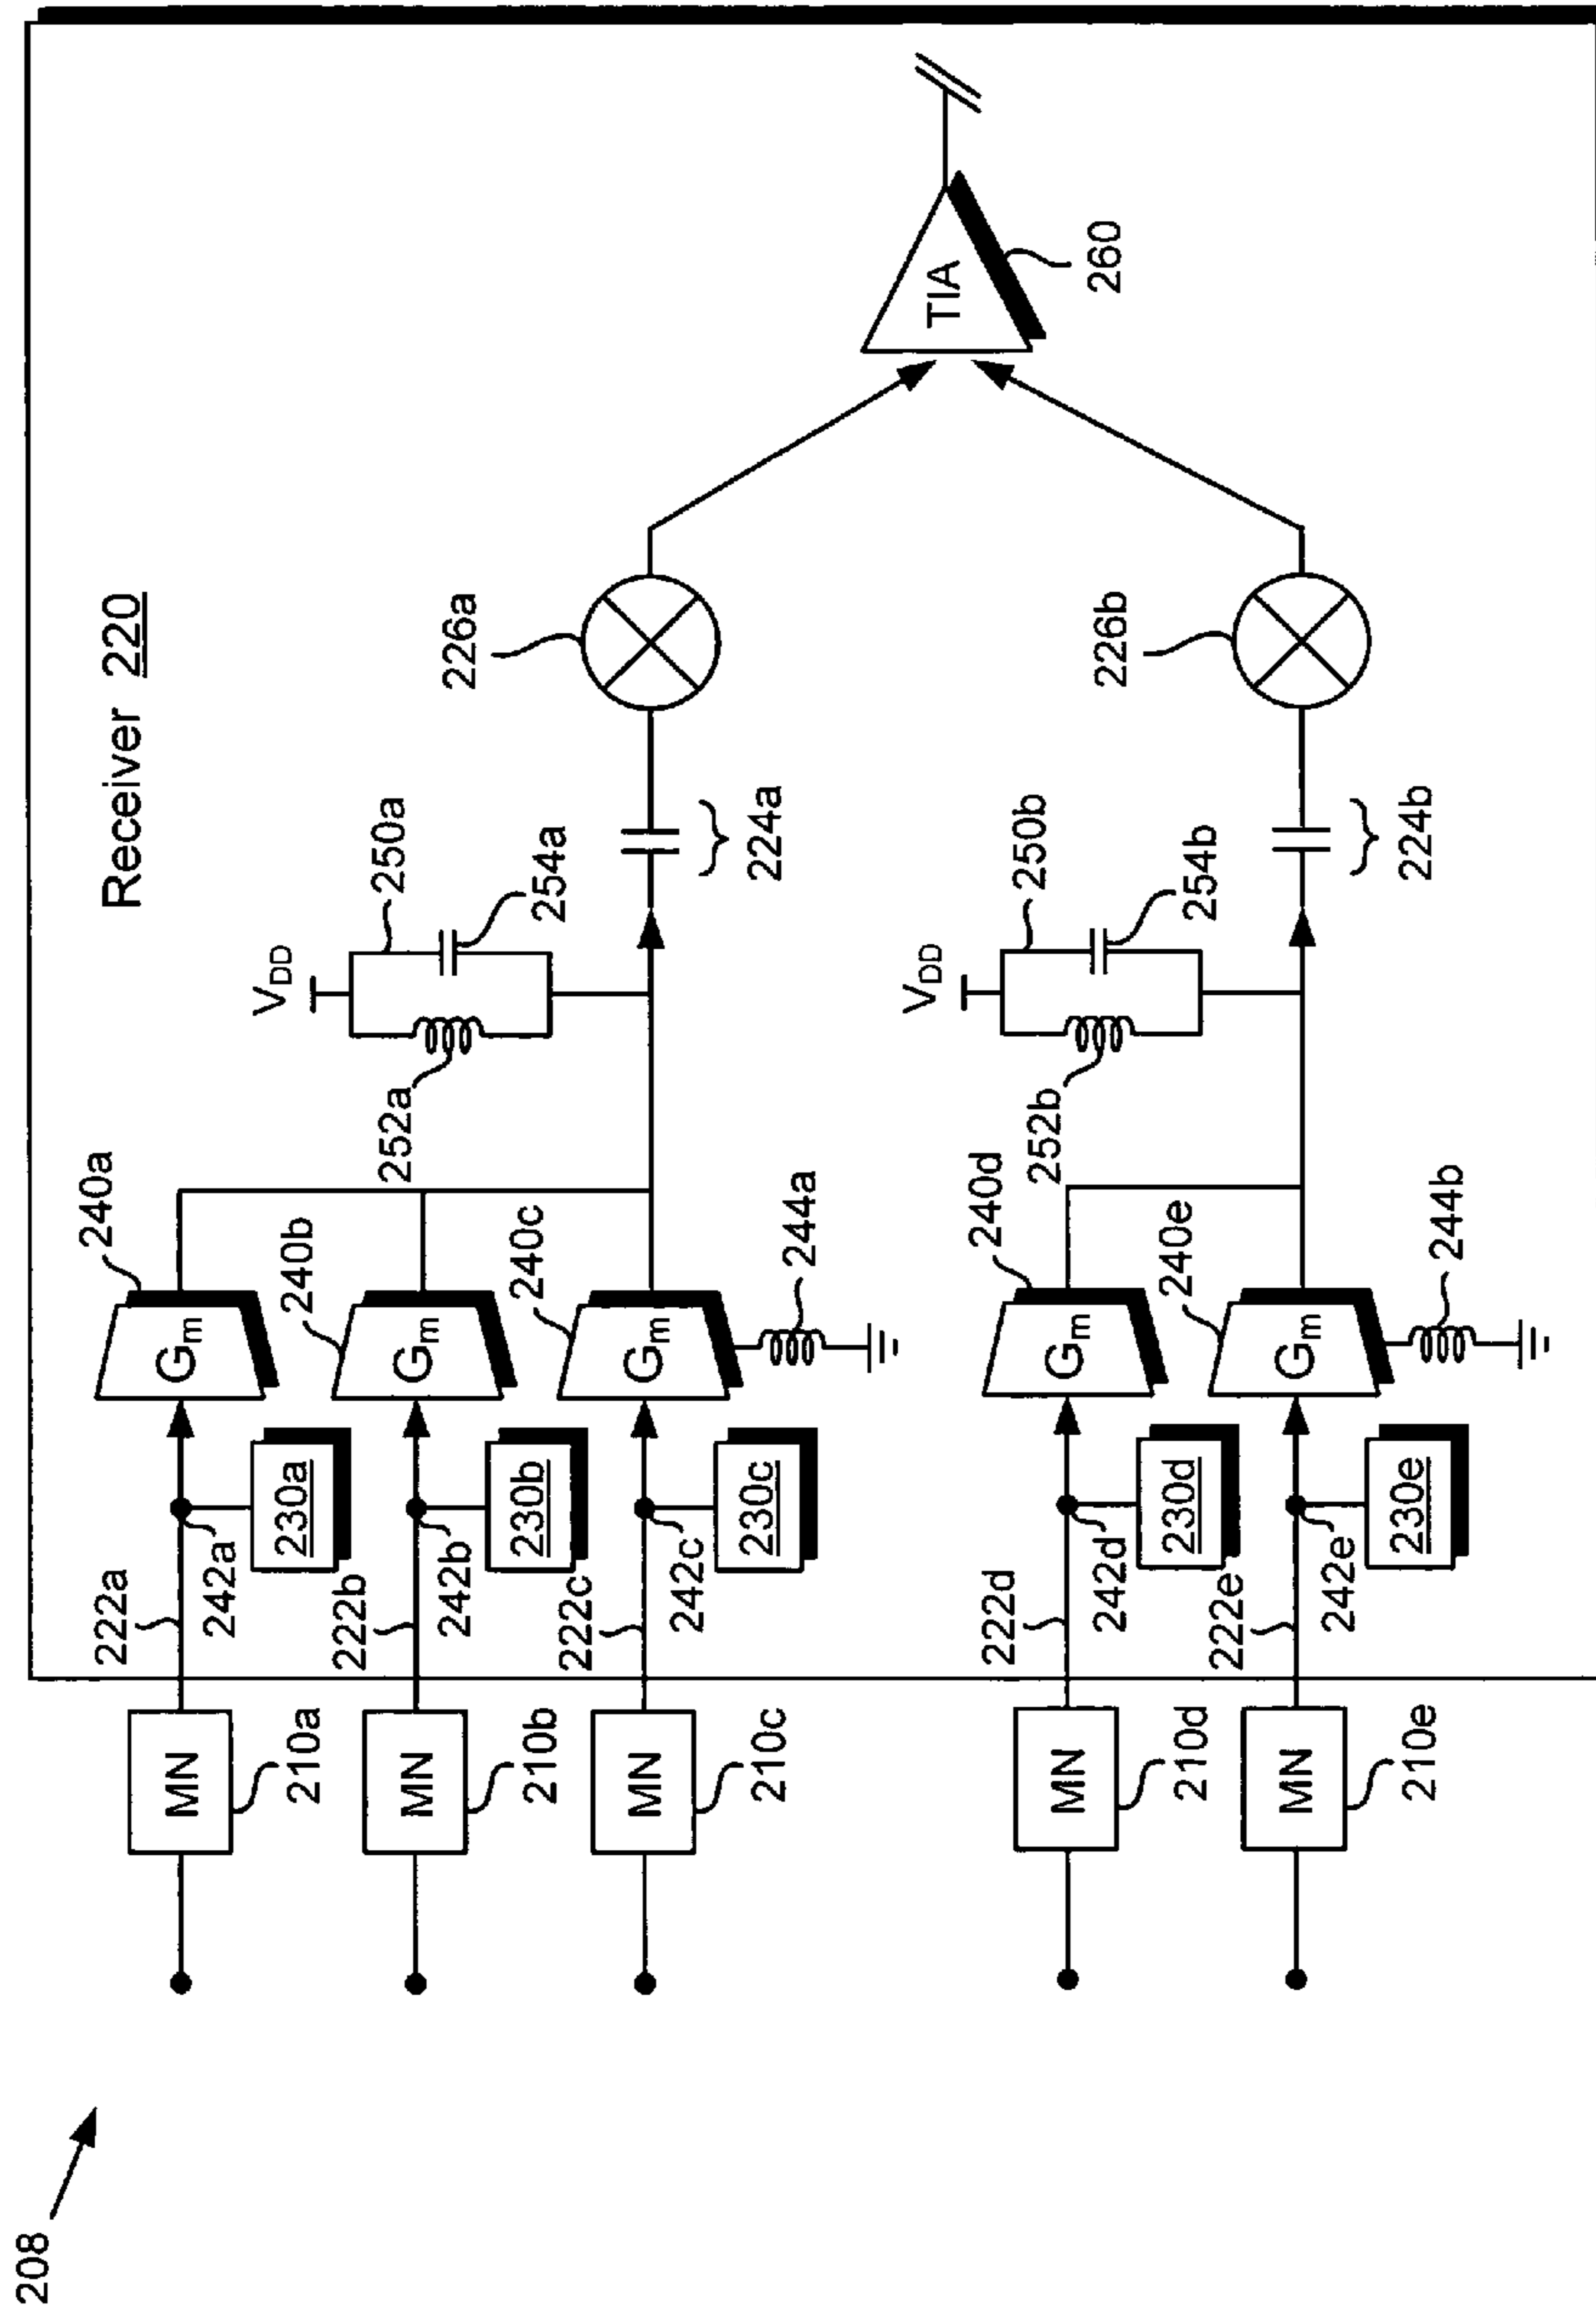 208
Receiver 220
MN
210a
222a
242a
230a
Gm
240a
MN
210b
222b
242b
230b
Gm
240b
MN
210c
222c
242c
230c
Gm
240c
244a
VDD
250a
252a
254a
224a
226a
MN
210d
222d
242d
230d
Gm
240d
MN
210e
222e
242e
230e
Gm
240e
244b
VDD
250b
252b
254b
224b
226b
TIA
260